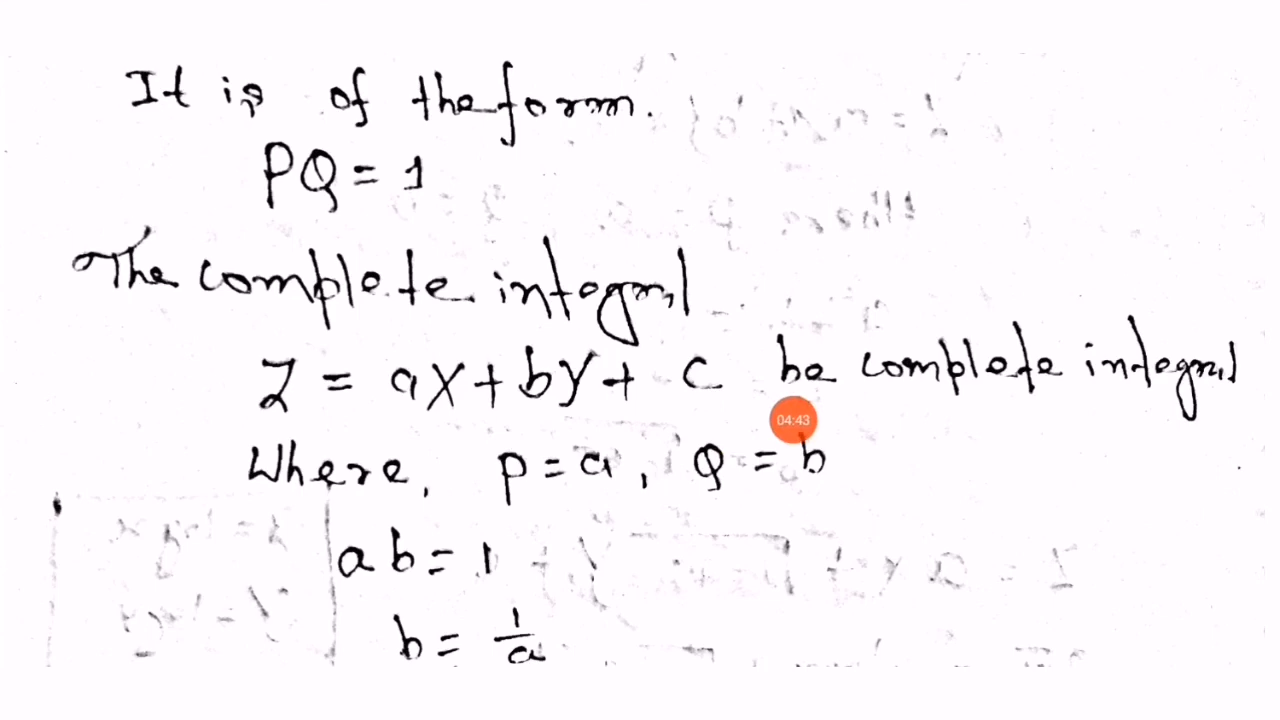 It is of the form.
PQ = 1
The complete integral
Z = aX + bY + c be complete integral
04:43
Where, P = a, Q = b
ab = 1
b = 1/a